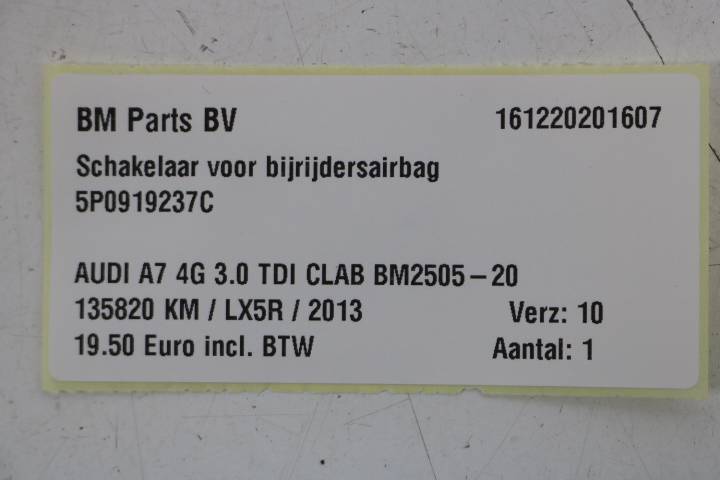 BM Parts BV 161220201607
Schakelaar voor bijrijdersairbag
5P0919237C
AUDI A7 4G 3.0 TDI CLAB BM2505-20
135820 KM / LX5R / 2013 Verz: 10
19.50 Euro incl. BTW Aantal: 1